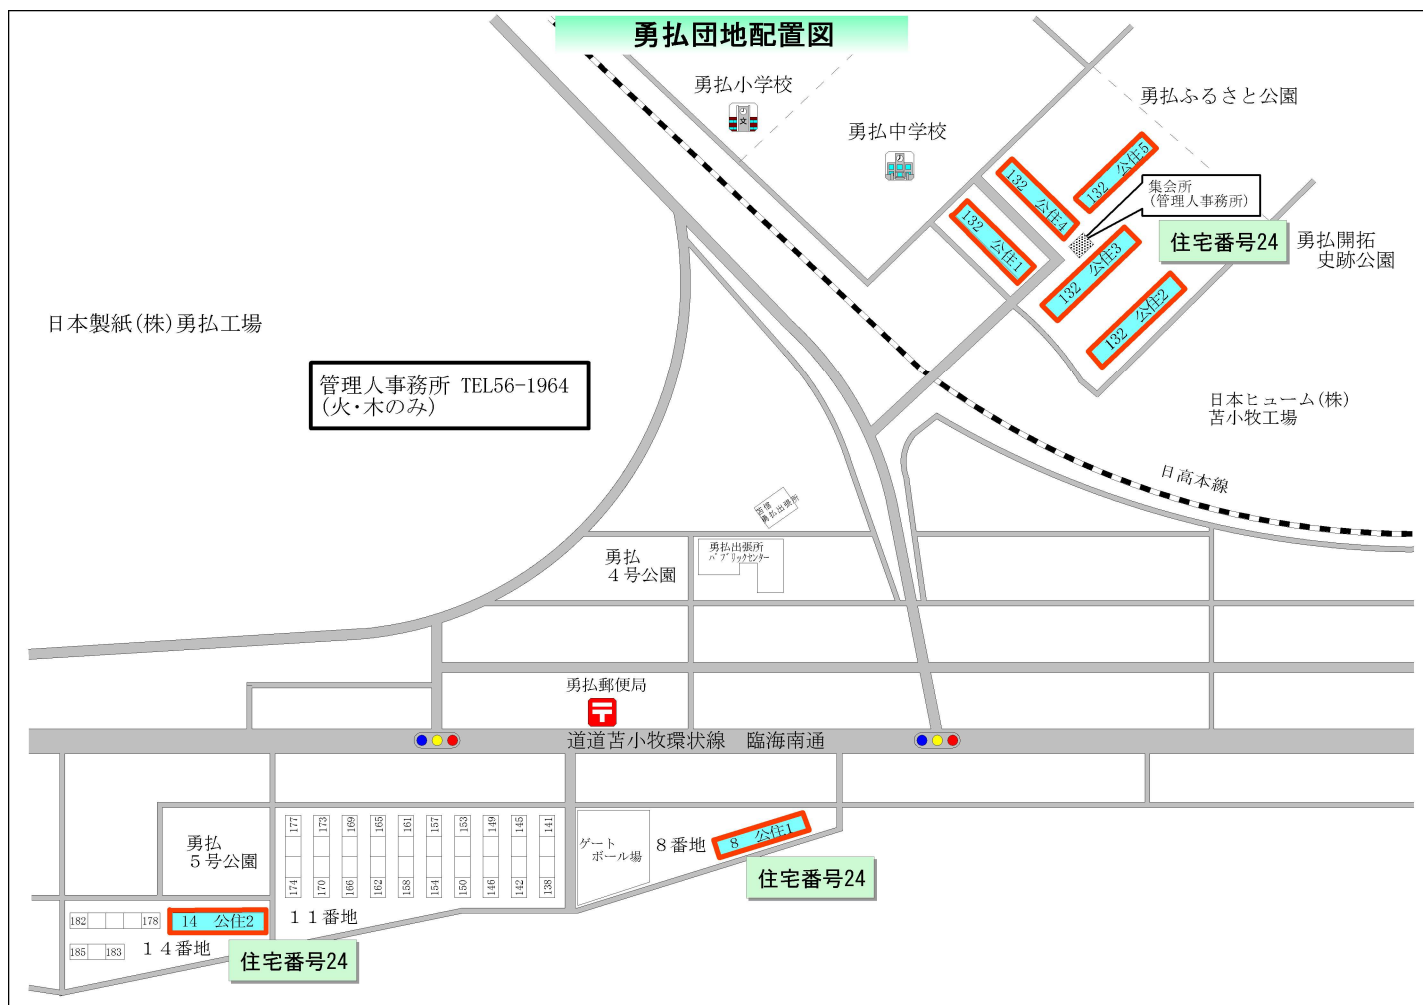 勇払団地配置図
勇払小学校
文
勇払中学校
勇払ふるさと公園
132 公住5
132 公住4
132 公住1
集会所
(管理人事務所)
住宅番号24
132 公住3
132 公住2
勇払開拓
史跡公園
日本製紙(株)勇払工場
管理人事務所 TEL56-1964
(火・木のみ)
日本ヒューム(株)
苫小牧工場
日高本線
苫信
勇払出張所
勇払出張所
パブリックセンター
勇払
4号公園
勇払郵便局
〒
道道苫小牧環状線 臨海南通
勇払
5号公園
177 173 169 165 161 157 153 149 145 141
174 170 166 162 158 154 150 146 142 138
ゲート
ボール場
8番地
8 公住1
住宅番号24
182 178
14 公住2
11番地
185 183
14番地
住宅番号24